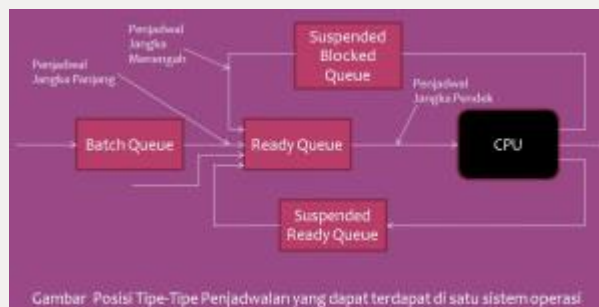 Penjadwal
Jangka
Menengah
Suspended
Blocked
Queue
Penjadwal
Jangka Panjang
Penjadwal
Jangka Pendek
Batch Queue
Ready Queue
CPU
Suspended
Ready Queue
Gambar Posisi Tipe-Tipe Penjadwalan yang dapat terdapat di satu sistem operasi